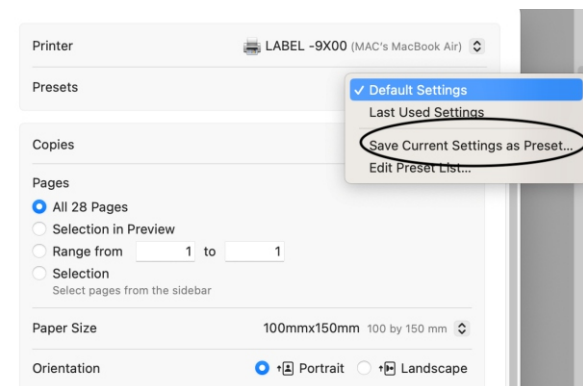 Printer LABEL -9X00 (MAC's MacBook Air)
Presets
✓ Default Settings
Last Used Settings
Save Current Settings as Preset...
Edit Preset List...
Copies
Pages
All 28 Pages
Selection in Preview
Range from 1 to 1
Selection
Select pages from the sidebar
Paper Size 100mmx150mm 100 by 150 mm
Orientation Portrait Landscape